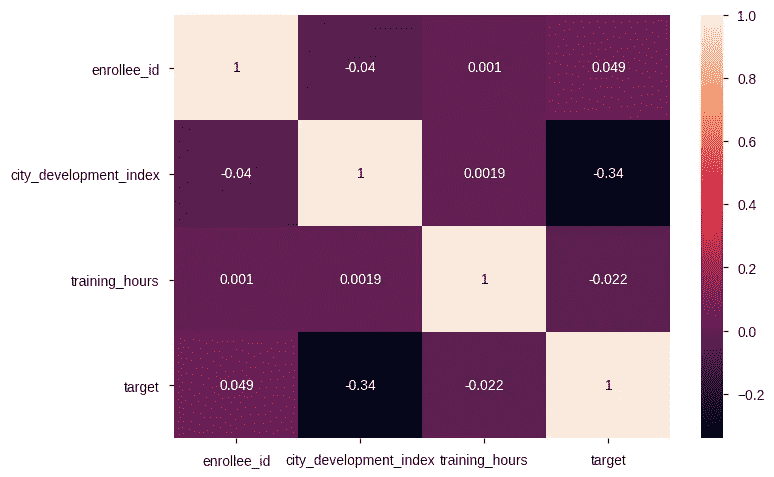 enrollee_id 1 -0.04 0.001 0.049
city_development_index -0.04 1 0.0019 -0.34
training_hours 0.001 0.0019 1 -0.022
target 0.049 -0.34 -0.022 1
enrollee_id city_development_index training_hours target
1.0
0.8
0.6
0.4
0.2
0.0
−0.2